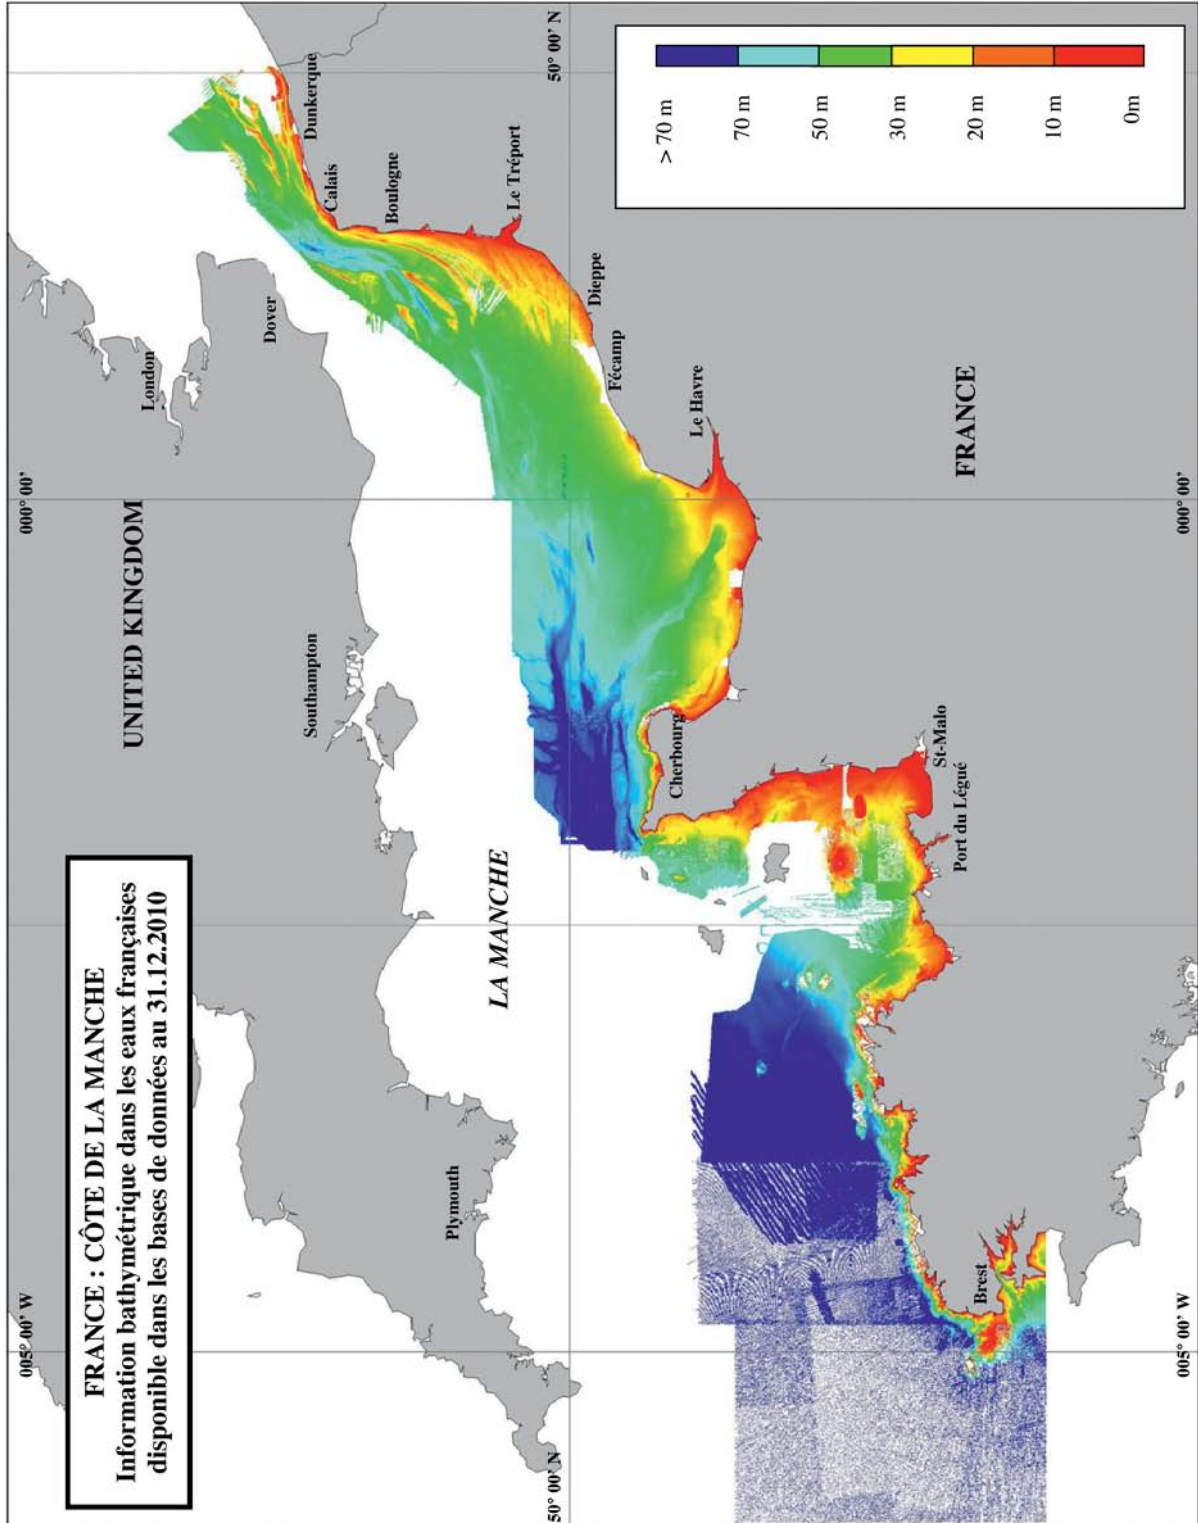 FRANCE : CÔTE DE LA MANCHE
Information bathymétrique dans les eaux françaises
disponible dans les bases de données au 31.12.2010
005° 00' W
000° 00'
UNITED KINGDOM
London
Dover
Southampton
Plymouth
LA MANCHE
50° 00' N
50° 00' N
Dunkerque
Calais
Boulogne
Le Tréport
Dieppe
Fécamp
Le Havre
Cherbourg
St-Malo
Port du Légué
Brest
FRANCE
005° 00' W
000° 00'
> 70 m
70 m
50 m
30 m
20 m
10 m
0m